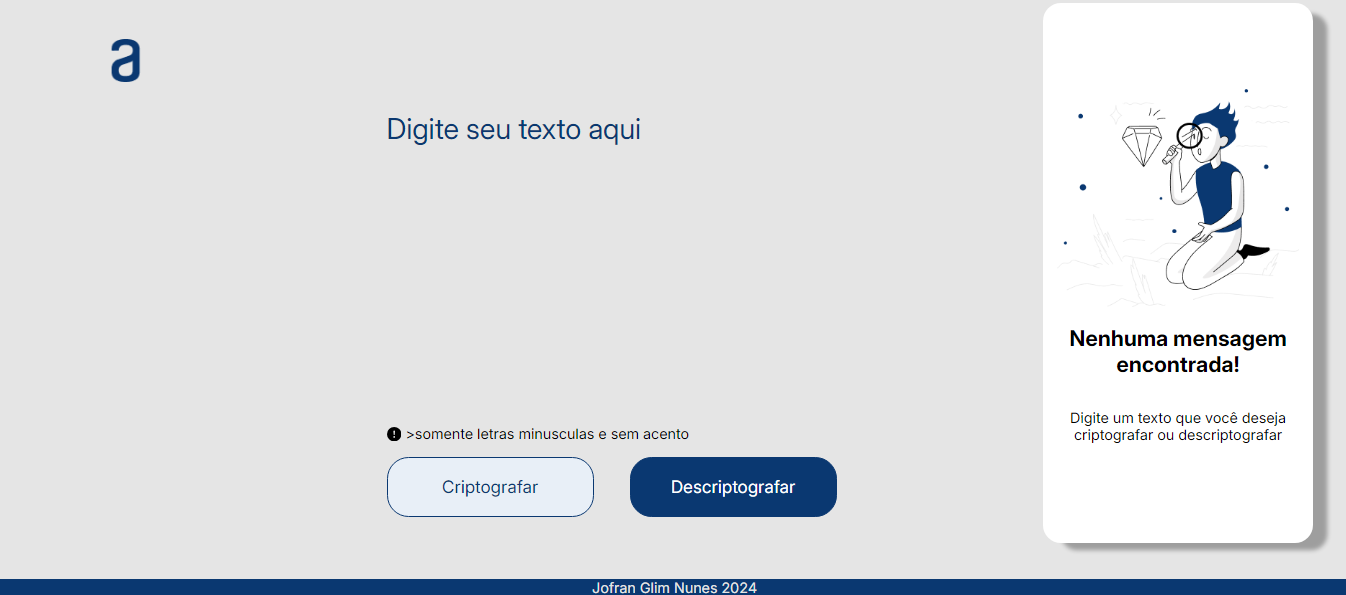 a
Digite seu texto aqui
>somente letras minusculas e sem acento
Criptografar
Descriptografar
Nenhuma mensagem
encontrada!
Digite um texto que você deseja
criptografar ou descriptografar
Jofran Glim Nunes 2024